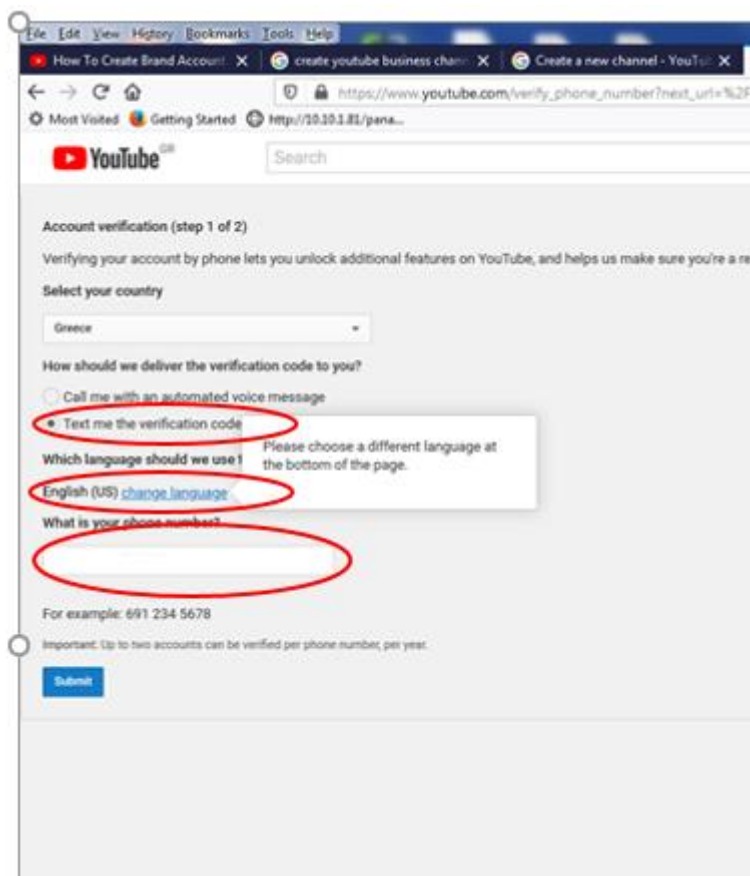 File Edit View History Bookmarks Tools Help
How To Create Brand Account create youtube business chann Create a new channel - YouTub
https://www.youtube.com/verify_phone_number?next_url=%2F
Most Visited Getting Started http://10.10.1.81/pana...
YouTube GB Search
Account verification (step 1 of 2)
Verifying your account by phone lets you unlock additional features on YouTube, and helps us make sure you're a re
Select your country
Greece
How should we deliver the verification code to you?
Call me with an automated voice message
Text me the verification code
Please choose a different language at
the bottom of the page.
Which language should we use f
English (US) change language
What is your phone number?
For example: 691 234 5678
Important: Up to two accounts can be verified per phone number, per year.
Submit